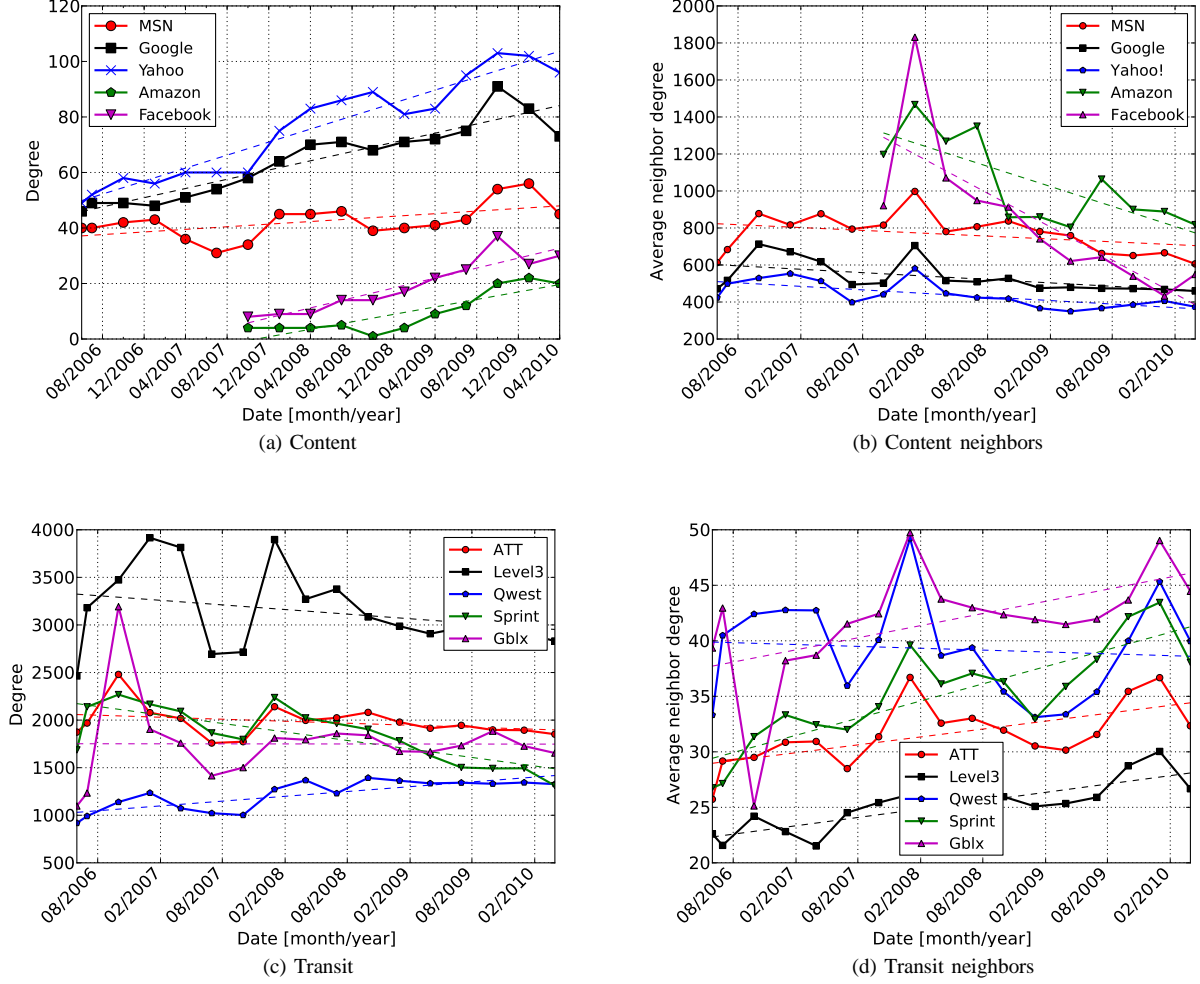 120
100
80
60
40
20
0
Degree
MSN
Google
Yahoo
Amazon
Facebook
08/2006
12/2006
04/2007
08/2007
12/2007
04/2008
08/2008
12/2008
04/2009
08/2009
12/2009
04/2010
Date [month/year]
(a) Content
2000
1800
1600
1400
1200
1000
800
600
400
200
Average neighbor degree
MSN
Google
Yahoo!
Amazon
Facebook
08/2006
02/2007
08/2007
02/2008
08/2008
02/2009
08/2009
02/2010
Date [month/year]
(b) Content neighbors
4000
3500
3000
2500
2000
1500
1000
500
Degree
ATT
Level3
Qwest
Sprint
Gblx
08/2006
02/2007
08/2007
02/2008
08/2008
02/2009
08/2009
02/2010
Date [month/year]
(c) Transit
50
45
40
35
30
25
20
Average neighbor degree
ATT
Level3
Qwest
Sprint
Gblx
08/2006
02/2007
08/2007
02/2008
08/2008
02/2009
08/2009
02/2010
Date [month/year]
(d) Transit neighbors